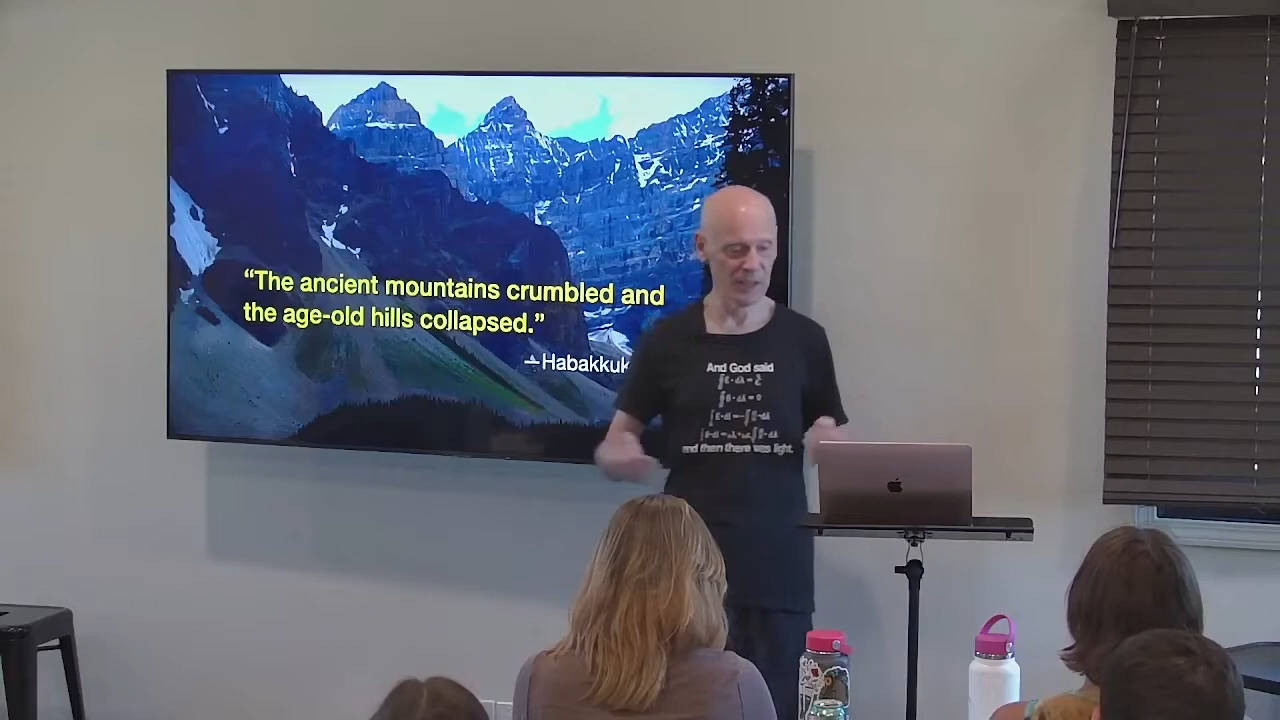 “The ancient mountains crumbled and
the age-old hills collapsed.”
—Habakkuk
And God said
and then there was light.